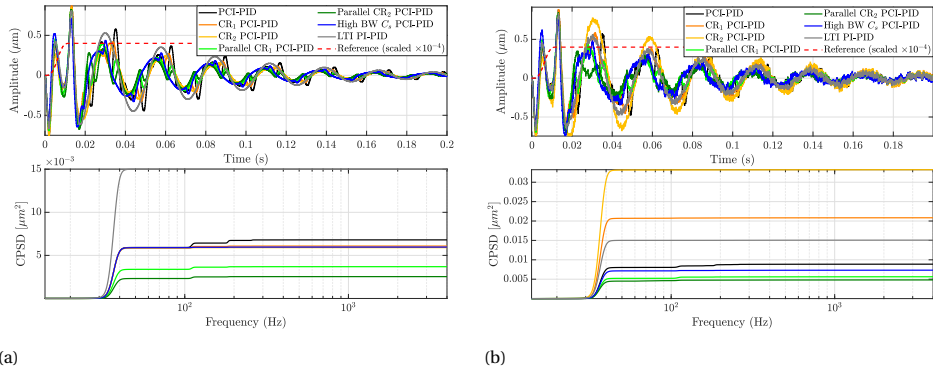 PCI-PID
CR₁ PCI-PID
CR₂ PCI-PID
Parallel CR₁ PCI-PID
Parallel CR₂ PCI-PID
High BW Cₛ PCI-PID
LTI PI-PID
Reference (scaled ×10⁻⁴)
Amplitude (μm)
0.5
0
-0.5
0 0.02 0.04 0.06 0.08 0.1 0.12 0.14 0.16 0.18 0.2
Time (s)
×10⁻³
CPSD [μm²]
15
10
5
10² 10³
Frequency (Hz)
(a)
PCI-PID
CR₁ PCI-PID
CR₂ PCI-PID
Parallel CR₁ PCI-PID
Parallel CR₂ PCI-PID
High BW Cₛ PCI-PID
LTI PI-PID
Reference (scaled ×10⁻⁴)
Amplitude (μm)
0.5
0
-0.5
0 0.02 0.04 0.06 0.08 0.1 0.12 0.14 0.16 0.18 0.2
Time (s)
CPSD [μm²]
0.03
0.025
0.02
0.015
0.01
0.005
10² 10³
Frequency (Hz)
(b)